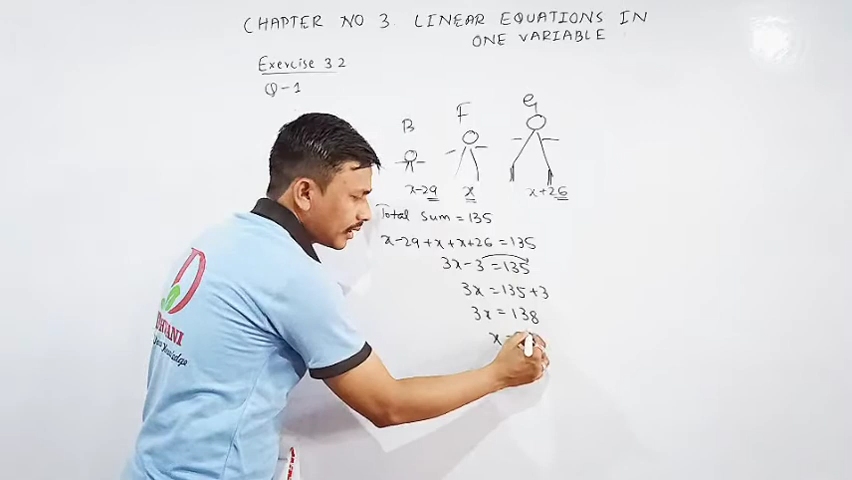 CHAPTER NO 3. LINEAR EQUATIONS IN
ONE VARIABLE
Exercise 3.2
Q-1
B F G
x-29 x x+26
Total sum = 135
x-29+x+x+26 = 135
3x-3 = 135
3x = 135+3
3x = 138
x
DHVANI